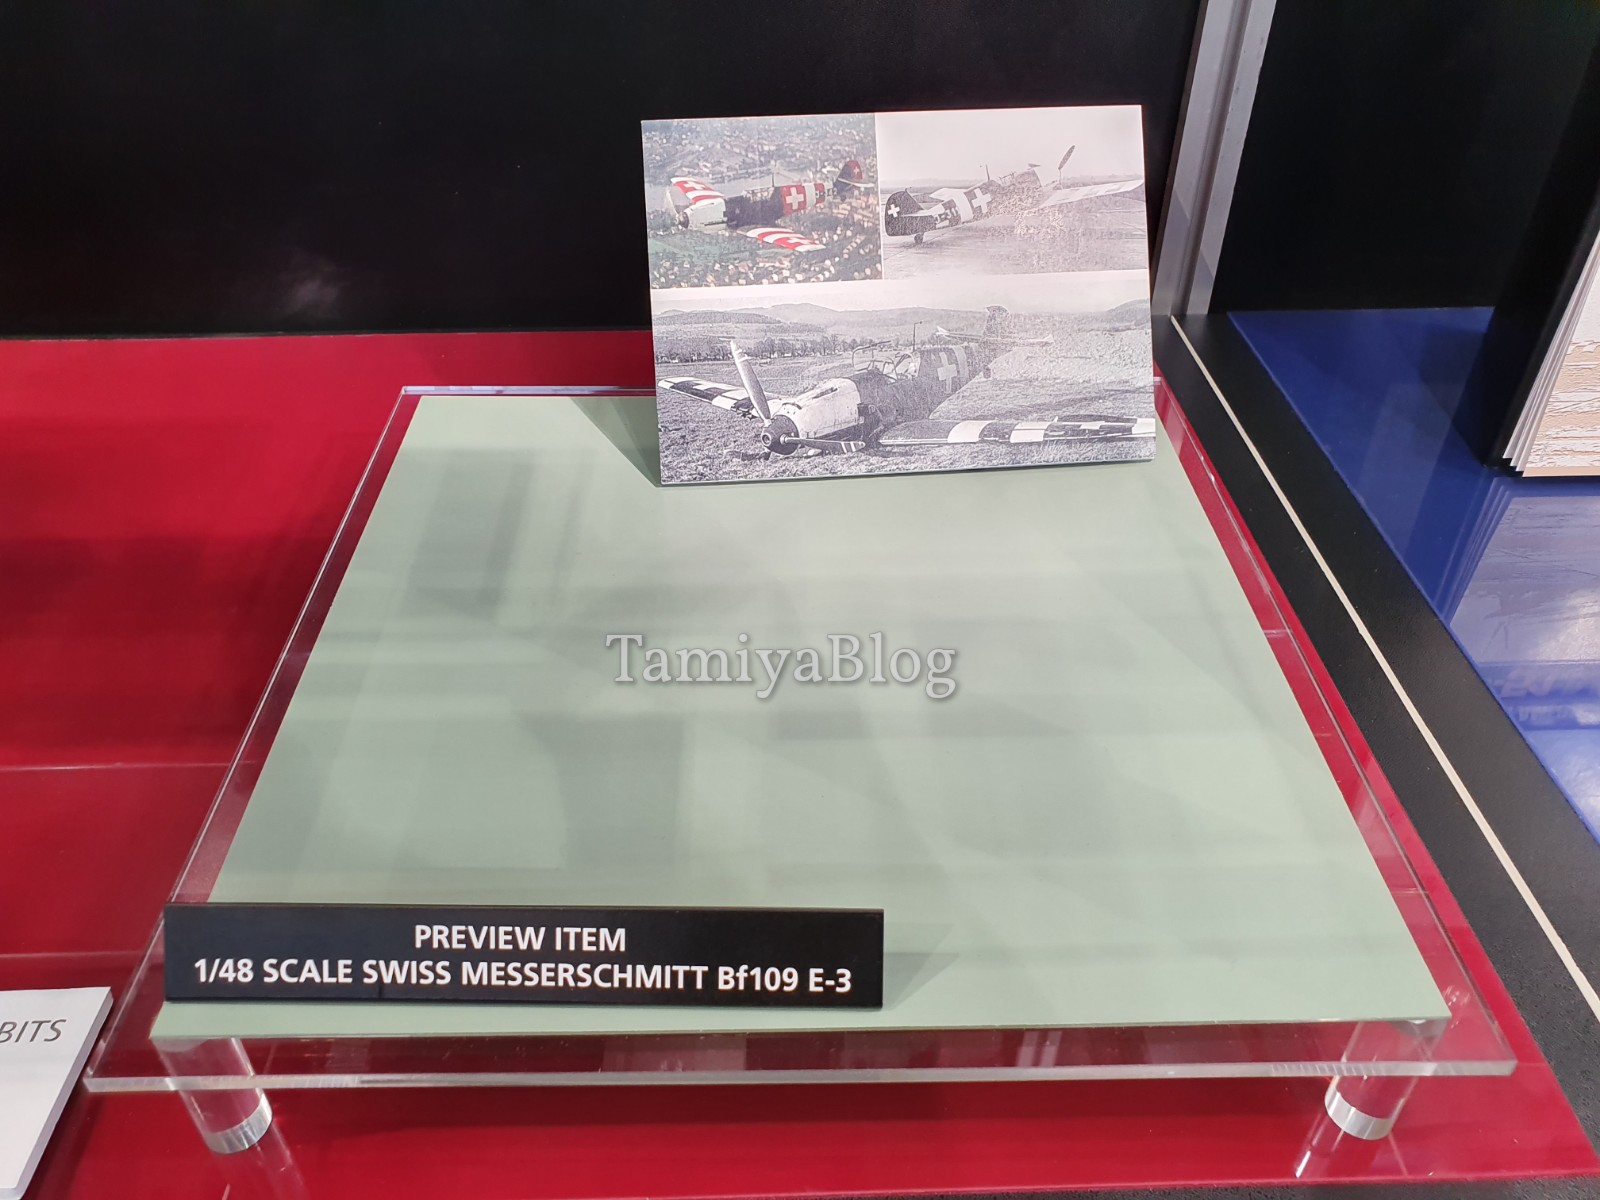 TamiyaBlog
PREVIEW ITEM
1/48 SCALE SWISS MESSERSCHMITT Bf109 E-3
BITS